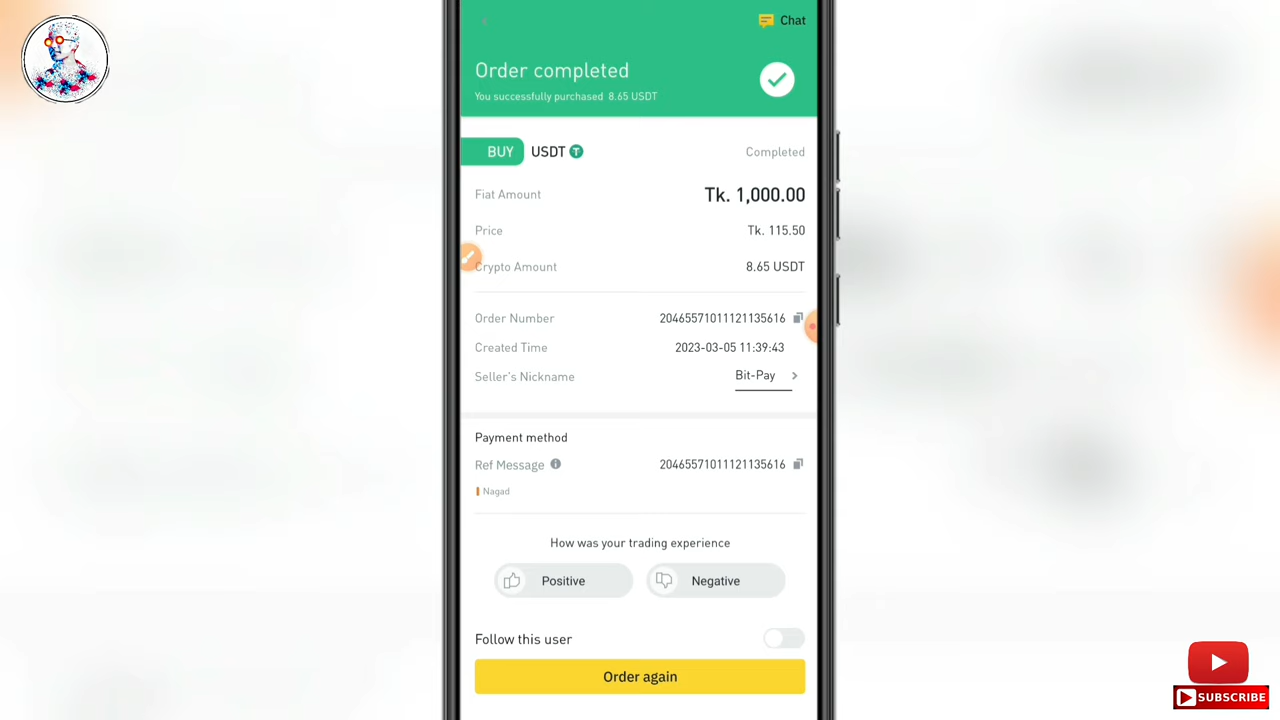 Chat
Order completed
You successfully purchased 8.65 USDT
BUY USDT Completed
Fiat Amount Tk. 1,000.00
Price Tk. 115.50
Crypto Amount 8.65 USDT
Order Number 20465571011121135616
Created Time 2023-03-05 11:39:43
Seller's Nickname Bit-Pay
Payment method
Ref Message 20465571011121135616
Nagad
How was your trading experience
Positive Negative
Follow this user
Order again
SUBSCRIBE